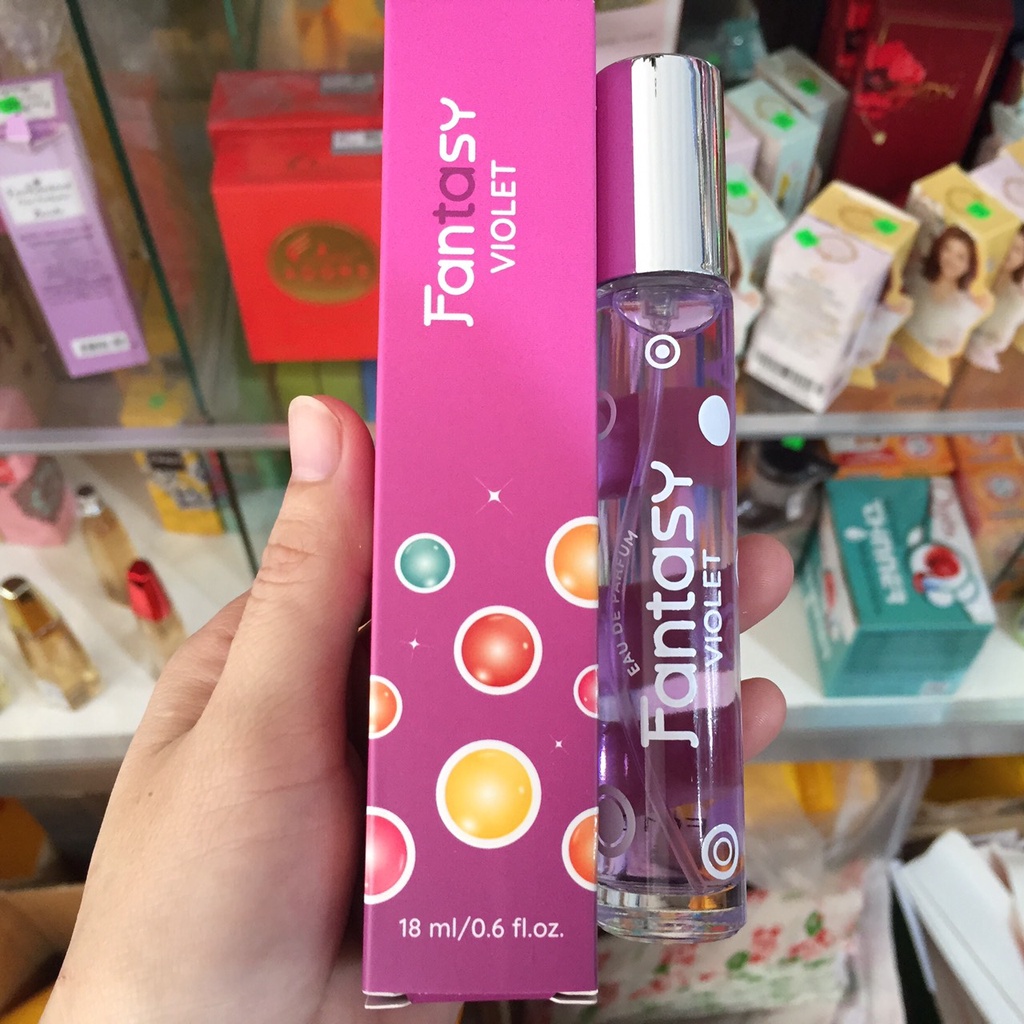 Fantasy
VIOLET
18 ml/0.6 fl.oz.
EAU DE PARFUM
Fantasy
VIOLET